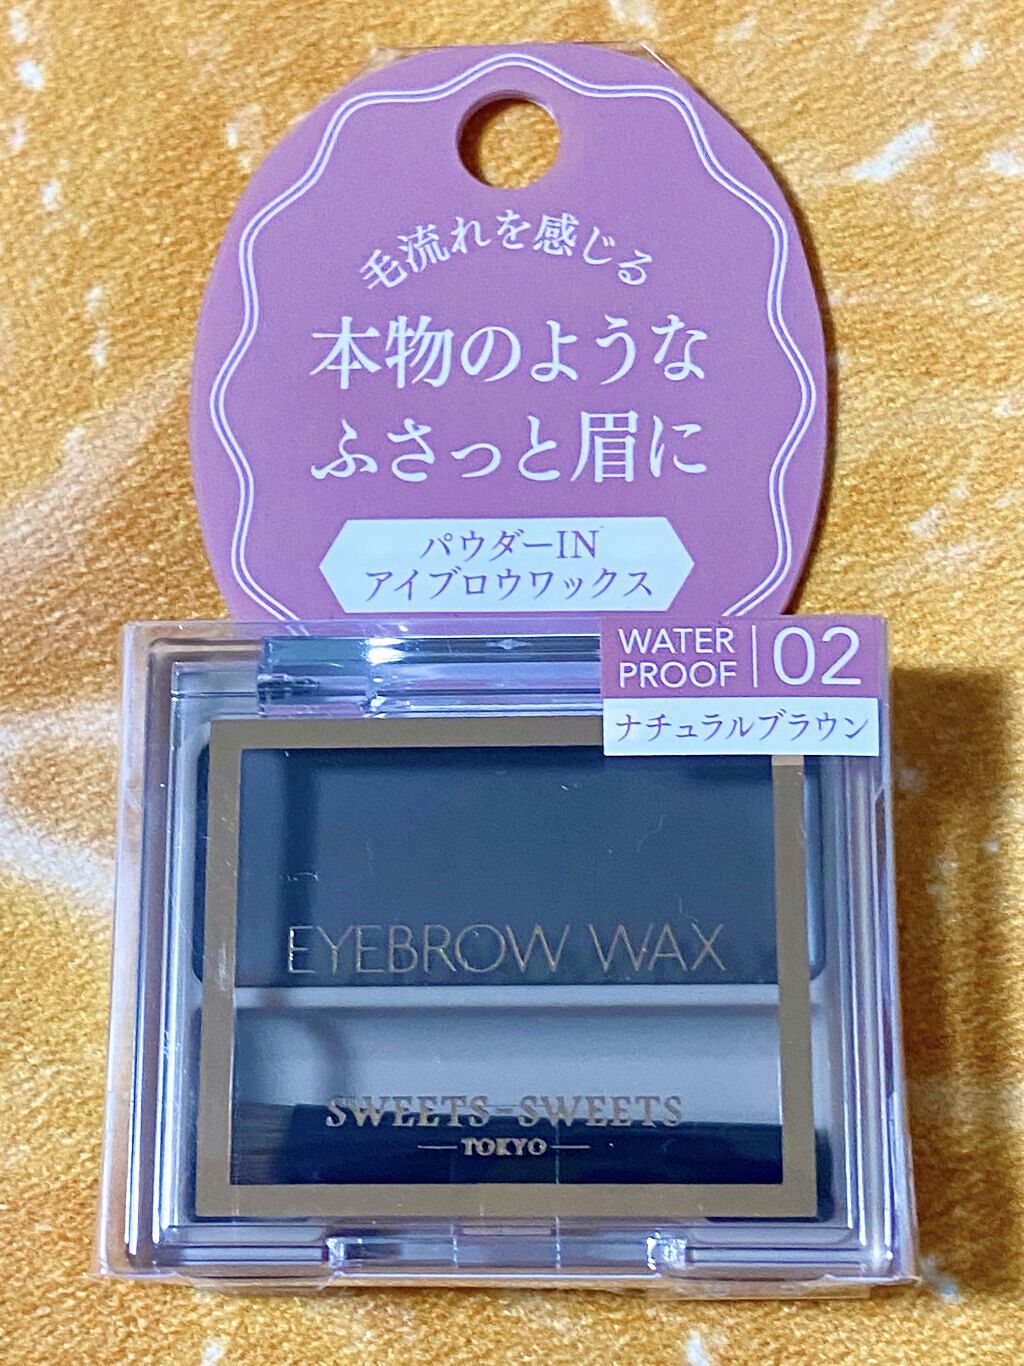 毛流れを感じる
本物のような
ふさっと眉に
パウダーIN
アイブロウワックス
WATER
PROOF
02
ナチュラルブラウン
EYEBROW WAX
SWEETS-SWEETS
TOKYO